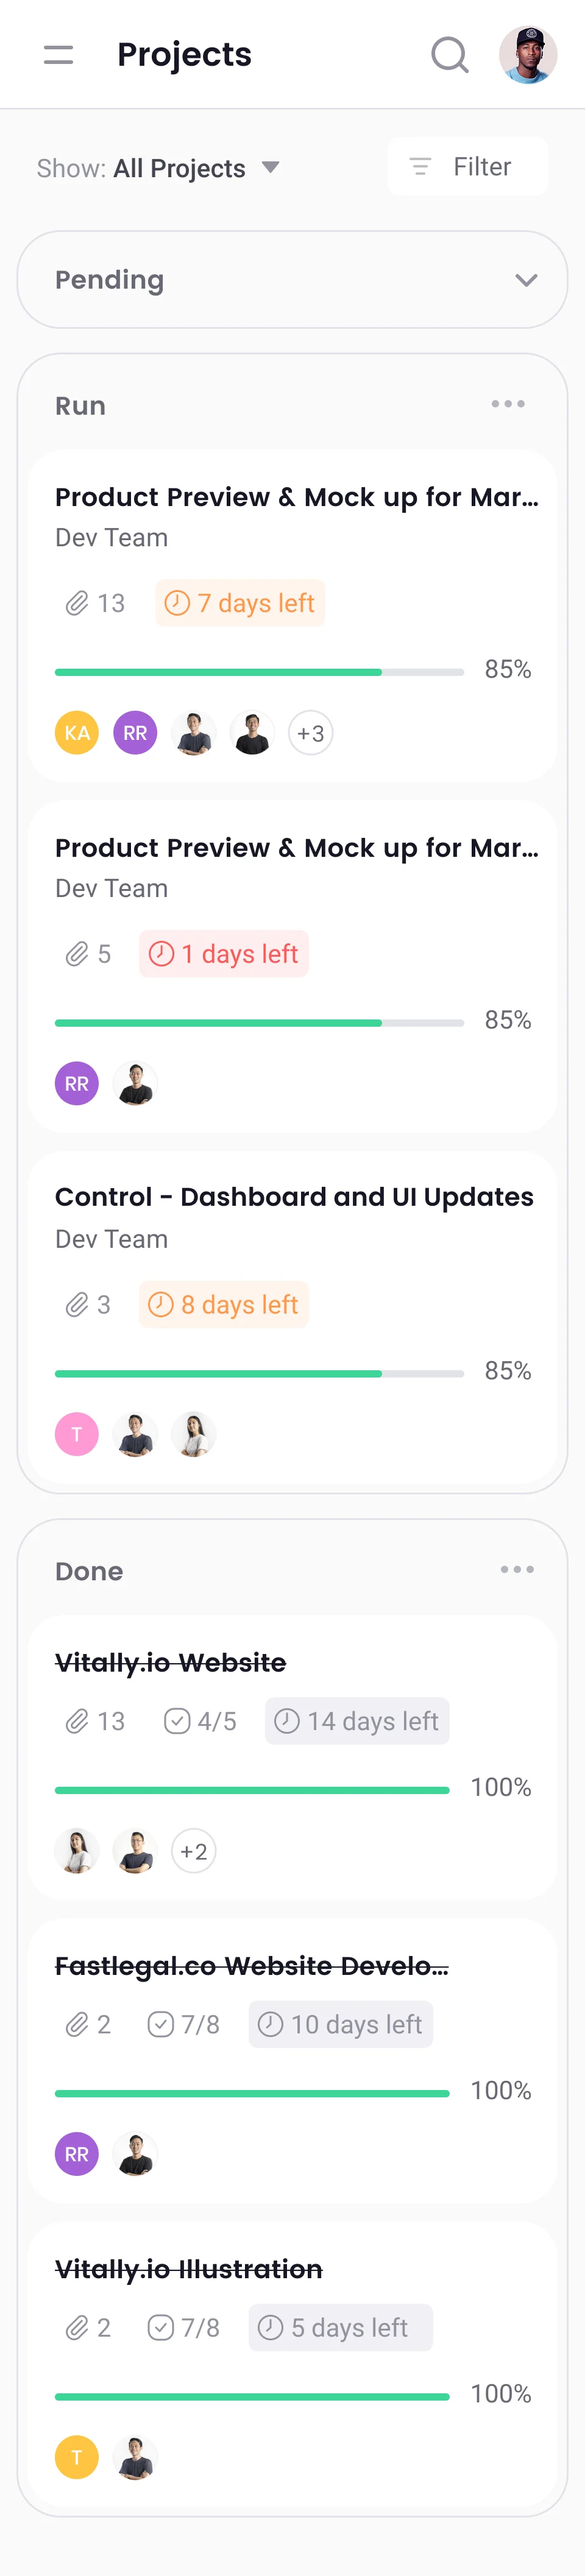 Projects
Show: All Projects
Filter
Pending
Run
Product Preview & Mock up for Mar...
Dev Team
13 7 days left
85%
KA RR +3
Product Preview & Mock up for Mar...
Dev Team
5 1 days left
85%
RR
Control - Dashboard and UI Updates
Dev Team
3 8 days left
85%
T
Done
Vitally.io Website
13 4/5 14 days left
100%
+2
Fastlegal.co Website Develo...
2 7/8 10 days left
100%
RR
Vitally.io Illustration
2 7/8 5 days left
100%
T